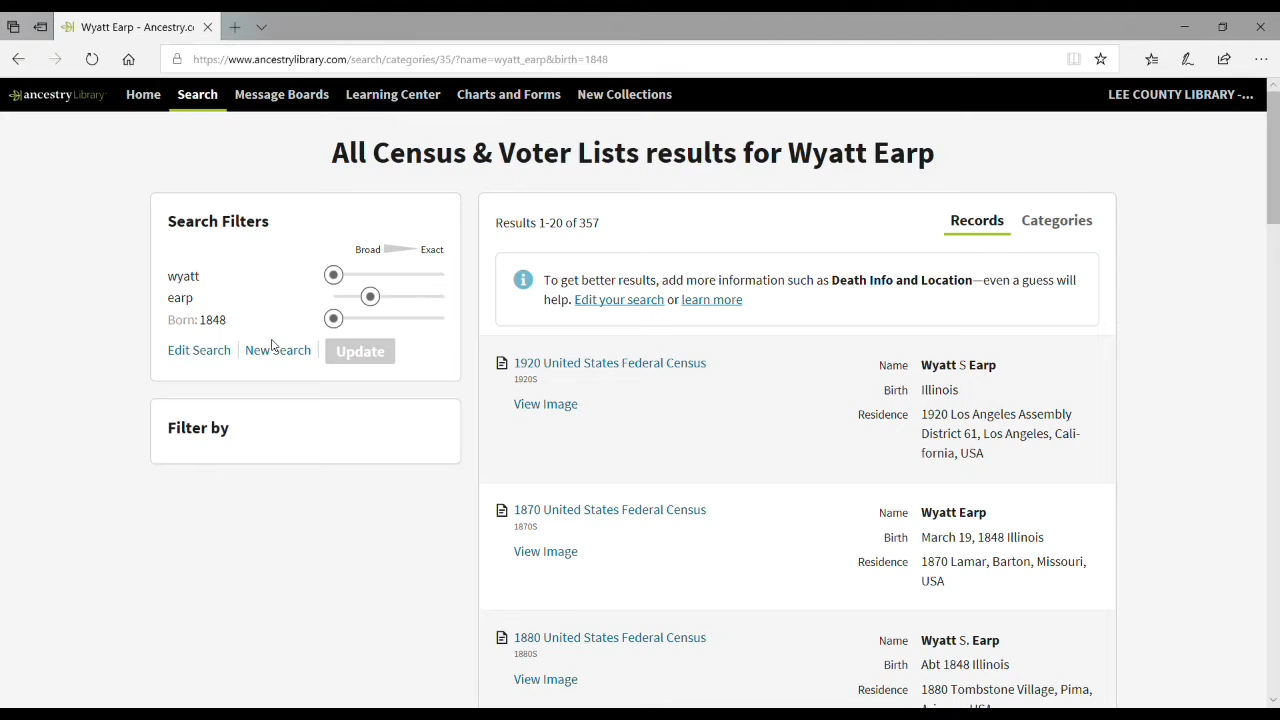 Wyatt Earp - Ancestry.co
https://www.ancestrylibrary.com/search/categories/35/?name=wyatt_earp&birth=1848
ancestryLibrary
Home Search Message Boards Learning Center Charts and Forms New Collections LEE COUNTY LIBRARY -...
All Census & Voter Lists results for Wyatt Earp
Search Filters
Broad Exact
wyatt
earp
Born: 1848
Edit Search New Search Update
Filter by
Results 1-20 of 357
Records Categories
To get better results, add more information such as Death Info and Location—even a guess will
help. Edit your search or learn more
1920 United States Federal Census
1920S
View Image
Name Wyatt S Earp
Birth Illinois
Residence 1920 Los Angeles Assembly
District 61, Los Angeles, Cali-
fornia, USA
1870 United States Federal Census
1870S
View Image
Name Wyatt Earp
Birth March 19, 1848 Illinois
Residence 1870 Lamar, Barton, Missouri,
USA
1880 United States Federal Census
1880S
View Image
Name Wyatt S. Earp
Birth Abt 1848 Illinois
Residence 1880 Tombstone Village, Pima,